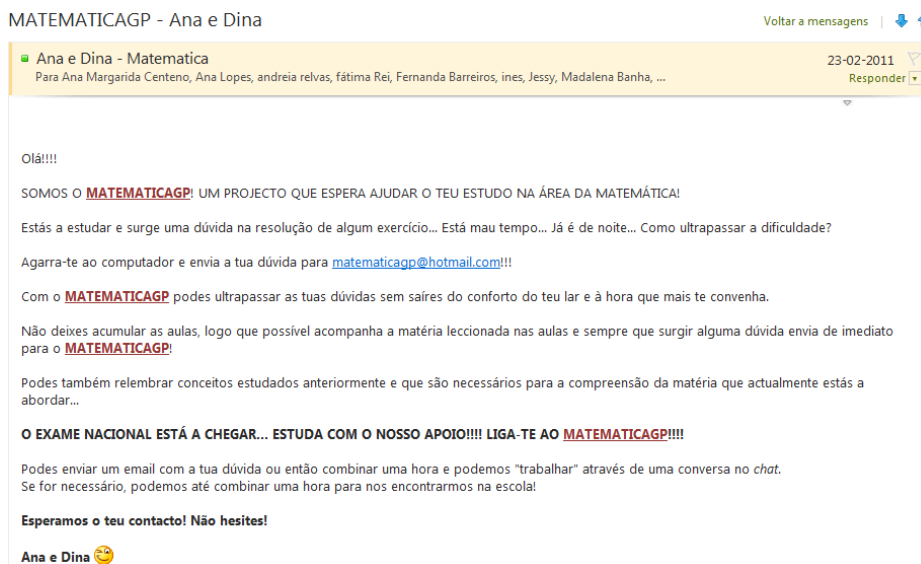 MATEMATICAGP - Ana e Dina
Voltar a mensagens
Ana e Dina - Matematica
23-02-2011
Para Ana Margarida Centeno, Ana Lopes, andreia relvas, fátima Rei, Fernanda Barreiros, ines, Jessy, Madalena Banha, ...
Responder
Olá!!!!
SOMOS O MATEMATICAGP! UM PROJECTO QUE ESPERA AJUDAR O TEU ESTUDO NA ÁREA DA MATEMÁTICA!
Estás a estudar e surge uma dúvida na resolução de algum exercício... Está mau tempo... Já é de noite... Como ultrapassar a dificuldade?
Agarra-te ao computador e envia a tua dúvida para matematicagp@hotmail.com!!!
Com o MATEMATICAGP podes ultrapassar as tuas dúvidas sem saíres do conforto do teu lar e à hora que mais te convenha.
Não deixes acumular as aulas, logo que possível acompanha a matéria leccionada nas aulas e sempre que surgir alguma dúvida envia de imediato
para o MATEMATICAGP!
Podes também relembrar conceitos estudados anteriormente e que são necessários para a compreensão da matéria que actualmente estás a
abordar...
O EXAME NACIONAL ESTÁ A CHEGAR... ESTUDA COM O NOSSO APOIO!!!! LIGA-TE AO MATEMATICAGP!!!!
Podes enviar um email com a tua dúvida ou então combinar uma hora e podemos "trabalhar" através de uma conversa no chat.
Se for necessário, podemos até combinar uma hora para nos encontrarmos na escola!
Esperamos o teu contacto! Não hesites!
Ana e Dina